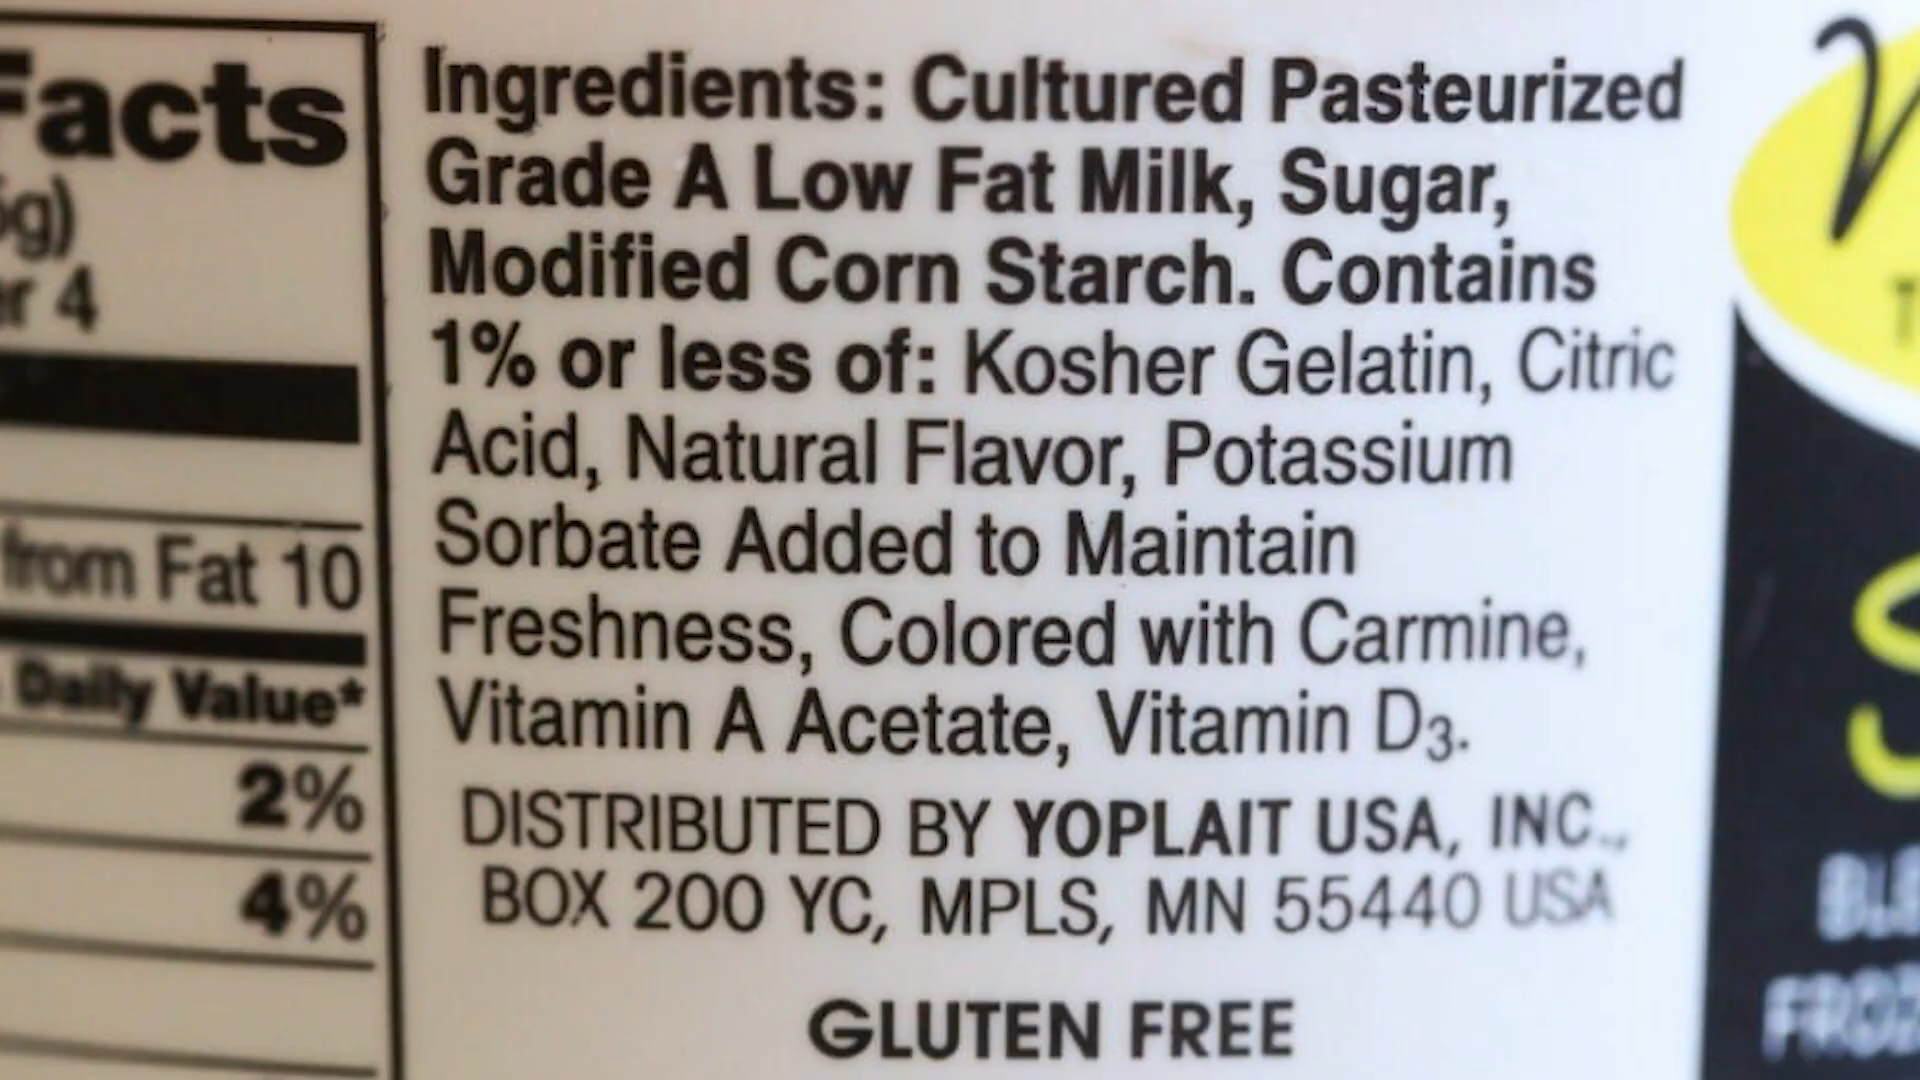 Facts
5g)
4
from Fat 10
Daily Value*
2%
4%
Ingredients: Cultured Pasteurized
Grade A Low Fat Milk, Sugar,
Modified Corn Starch. Contains
1% or less of: Kosher Gelatin, Citric
Acid, Natural Flavor, Potassium
Sorbate Added to Maintain
Freshness, Colored with Carmine,
Vitamin A Acetate, Vitamin D3.
DISTRIBUTED BY YOPLAIT USA, INC.,
BOX 200 YC, MPLS, MN 55440 USA
GLUTEN FREE